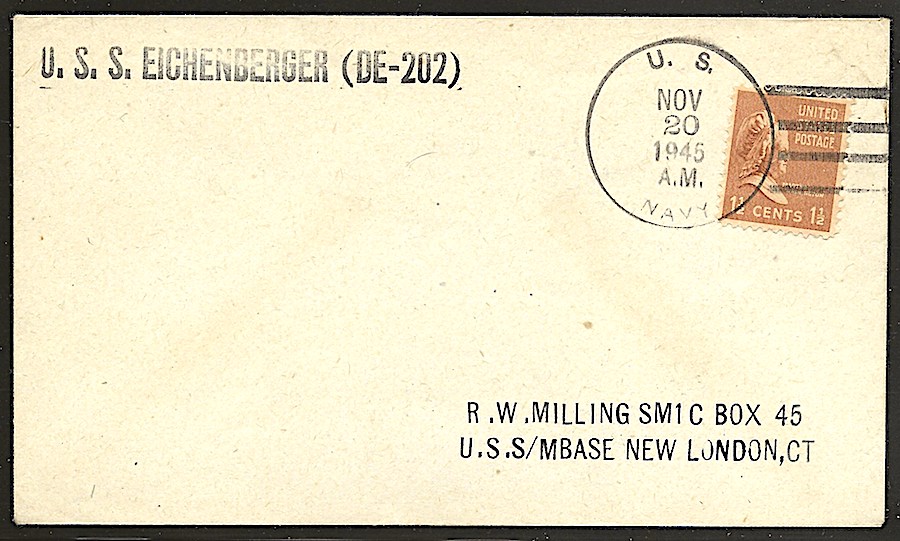 U. S. S. EICHENBERGER (DE-202)
U. S.
NOV
20
1945
A.M.
NAVY
UNITED
POSTAGE
1½ CENTS 1½
R.W.MILLING SM1C BOX 45
U.S.S/MBASE NEW LONDON,CT